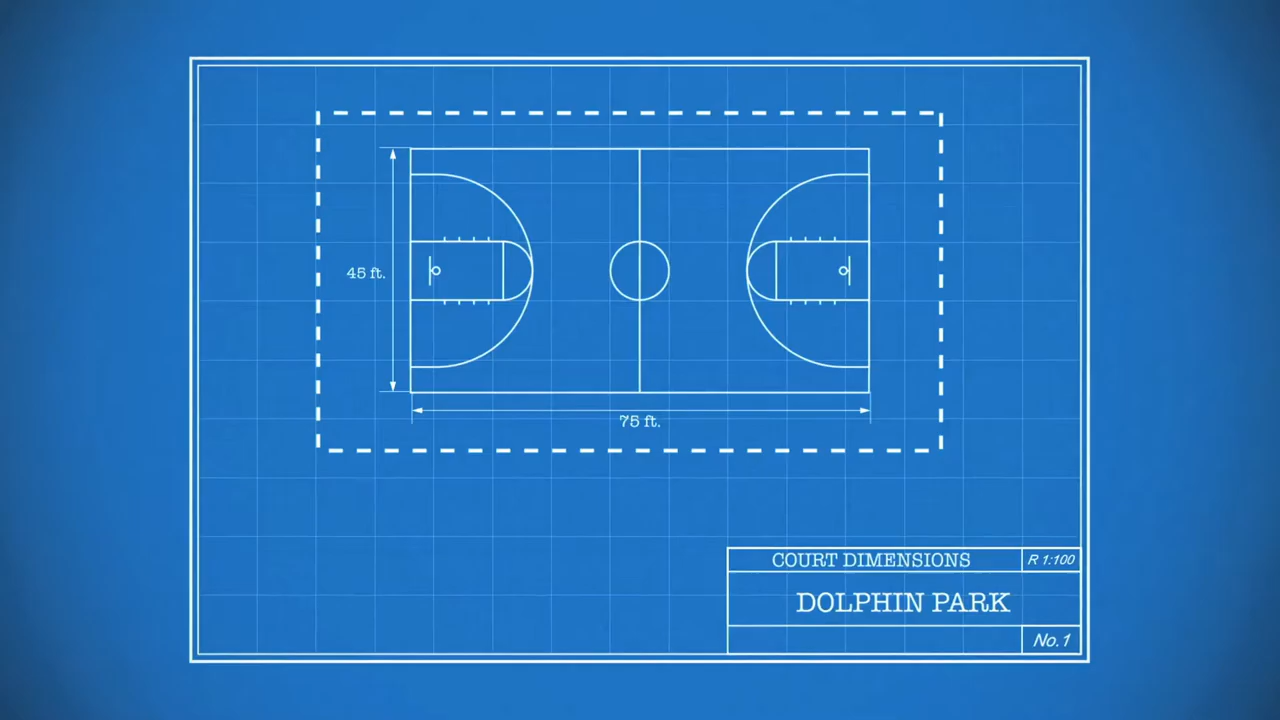 45 ft.
75 ft.
COURT DIMENSIONS
R 1:100
DOLPHIN PARK
No.1